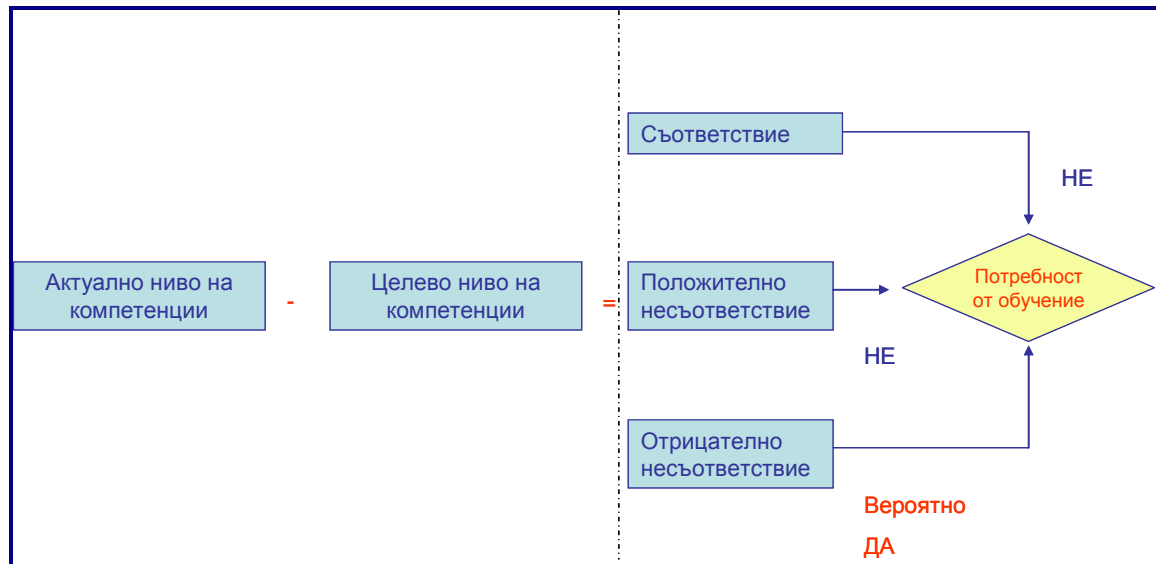 Съответствие
НЕ
Актуално ниво на
компетенции
-
Целево ниво на
компетенции
=
Положително
несъответствие
Потребност
от обучение
НЕ
Отрицателно
несъответствие
Вероятно
ДА